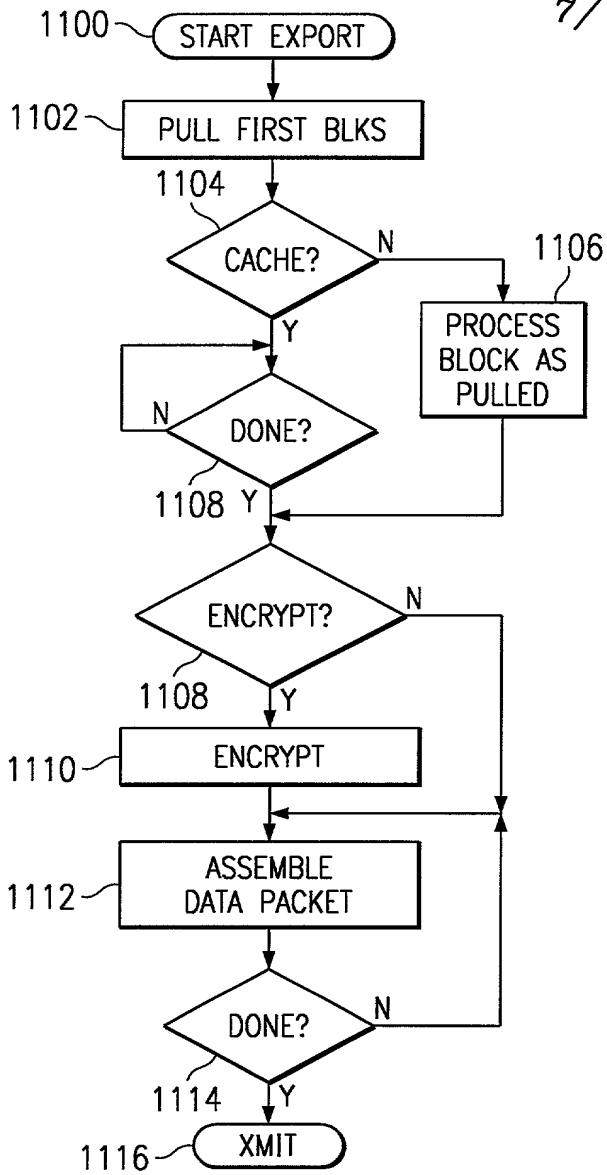 7/
1100 START EXPORT
1102 PULL FIRST BLKS
1104
CACHE?
N
1106
PROCESS
BLOCK AS
PULLED
Y
N
DONE?
1108
Y
ENCRYPT?
N
1108
Y
1110 ENCRYPT
1112
ASSEMBLE
DATA PACKET
DONE?
N
1114
Y
1116 XMIT